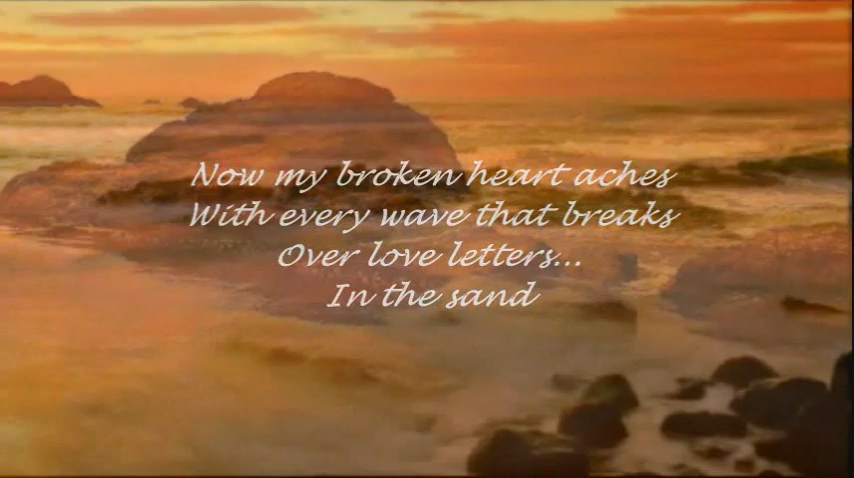 Now my broken heart aches
With every wave that breaks
Over love letters...
In the sand